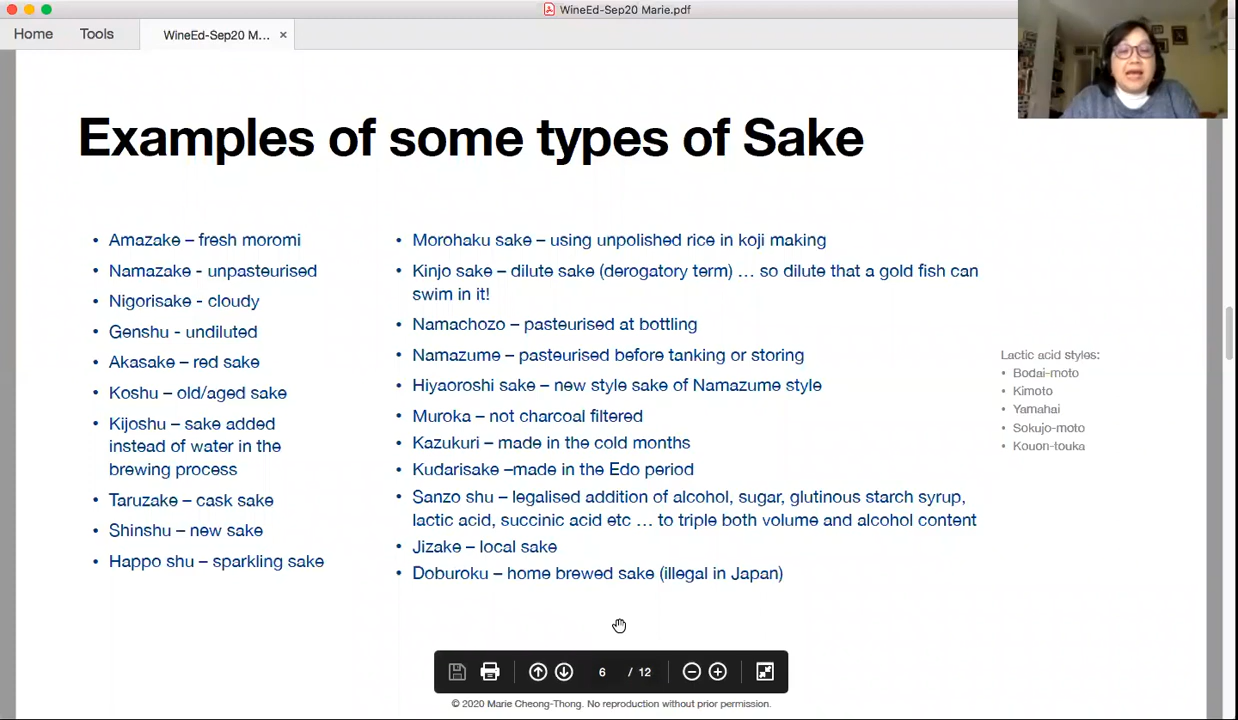 WineEd-Sep20 Marie.pdf
Home
Tools
WineEd-Sep20 M... ×
Examples of some types of Sake
• Amazake – fresh moromi
• Namazake - unpasteurised
• Nigorisake - cloudy
• Genshu - undiluted
• Akasake – red sake
• Koshu – old/aged sake
• Kijoshu – sake added
instead of water in the
brewing process
• Taruzake – cask sake
• Shinshu – new sake
• Happo shu – sparkling sake
• Morohaku sake – using unpolished rice in koji making
• Kinjo sake – dilute sake (derogatory term) … so dilute that a gold fish can
swim in it!
• Namachozo – pasteurised at bottling
• Namazume – pasteurised before tanking or storing
• Hiyaoroshi sake – new style sake of Namazume style
• Muroka – not charcoal filtered
• Kazukuri – made in the cold months
• Kudarisake –made in the Edo period
• Sanzo shu – legalised addition of alcohol, sugar, glutinous starch syrup,
lactic acid, succinic acid etc … to triple both volume and alcohol content
• Jizake – local sake
• Doburoku – home brewed sake (illegal in Japan)
Lactic acid styles:
• Bodai-moto
• Kimoto
• Yamahai
• Sokujo-moto
• Kouon-touka
6 / 12
© 2020 Marie Cheong-Thong. No reproduction without prior permission.